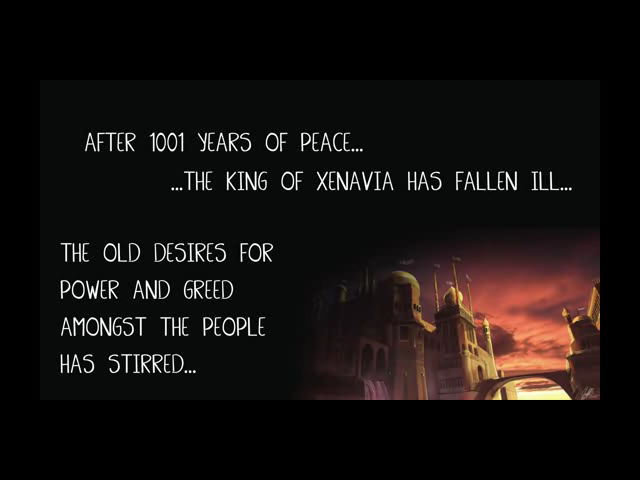 AFTER 1001 YEARS OF PEACE...
...THE KING OF XENAVIA HAS FALLEN ILL...
THE OLD DESIRES FOR
POWER AND GREED
AMONGST THE PEOPLE
HAS STIRRED...